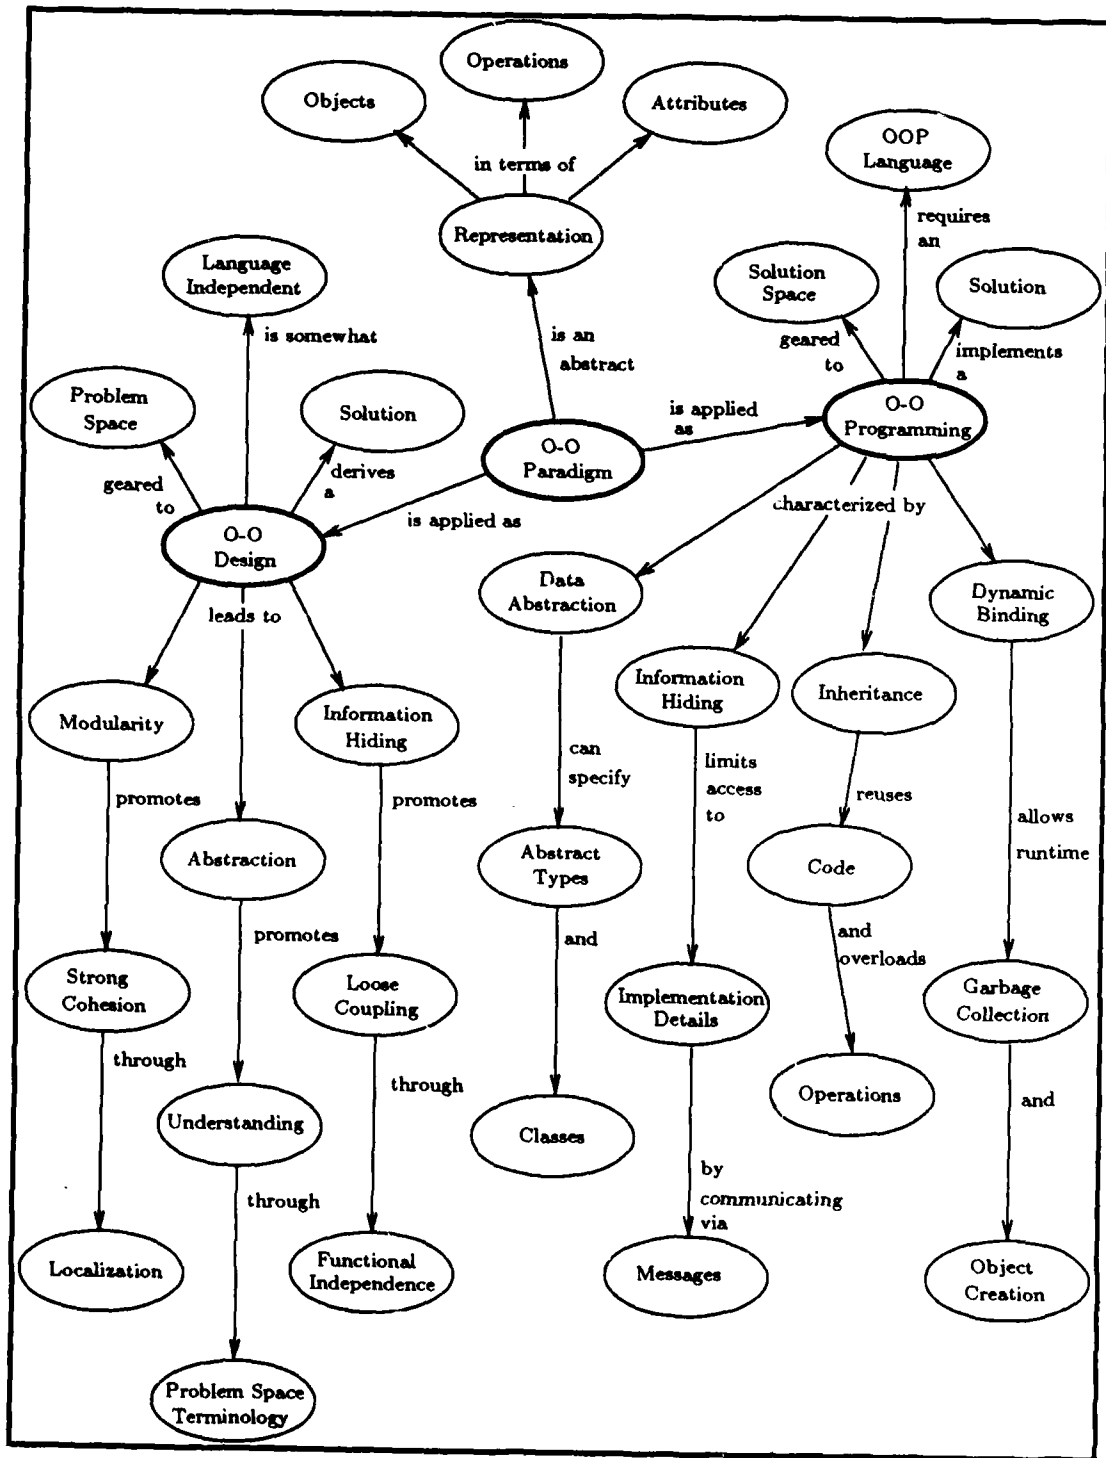 Operations
Objects
Attributes
in terms of
Representation
OOP
Language
requires
an
Solution
Space
Solution
geared
to
implements
a
Language
Independent
is somewhat
is an
abstract
Problem
Space
Solution
geared
to
derives
a
O-O
Paradigm
is applied
as
O-O
Programming
is applied as
O-O
Design
characterized by
leads to
Data
Abstraction
Information
Hiding
Inheritance
Dynamic
Binding
Modularity
Information
Hiding
can
specify
limits
access
to
reuses
allows
runtime
promotes
promotes
Abstraction
Abstract
Types
Code
promotes
and
and
overloads
Strong
Cohesion
Loose
Coupling
Implementation
Details
Garbage
Collection
through
through
Understanding
Classes
Operations
and
through
by
communicating
via
Localization
Functional
Independence
Messages
Object
Creation
Problem Space
Terminology